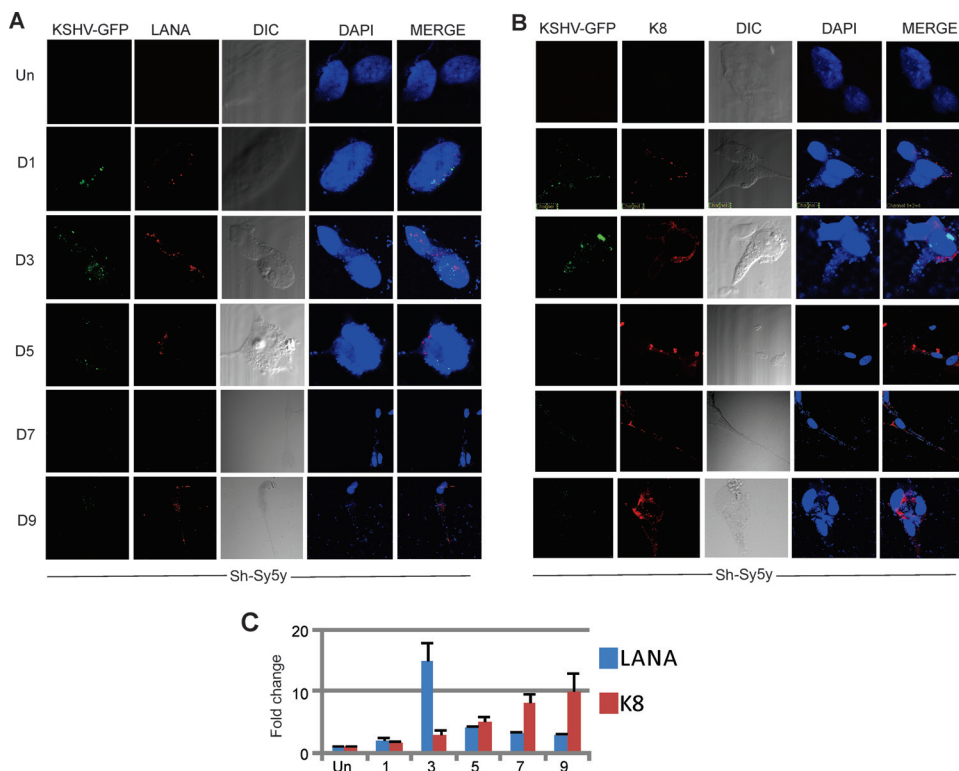 A
KSHV-GFP LANA DIC DAPI MERGE
Un
D1
D3
D5
D7
D9
Sh-Sy5y
B
KSHV-GFP K8 DIC DAPI MERGE
Sh-Sy5y
C
Fold change
20
10
0
Un 1 3 5 7 9
LANA
K8